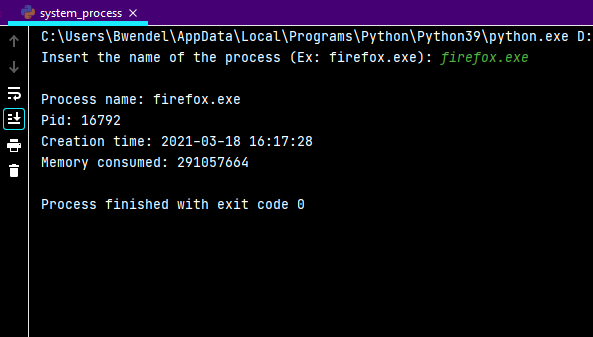 system_process
C:\Users\Bwendel\AppData\Local\Programs\Python\Python39\python.exe D:
Insert the name of the process (Ex: firefox.exe): firefox.exe
Process name: firefox.exe
Pid: 16792
Creation time: 2021-03-18 16:17:28
Memory consumed: 291057664
Process finished with exit code 0